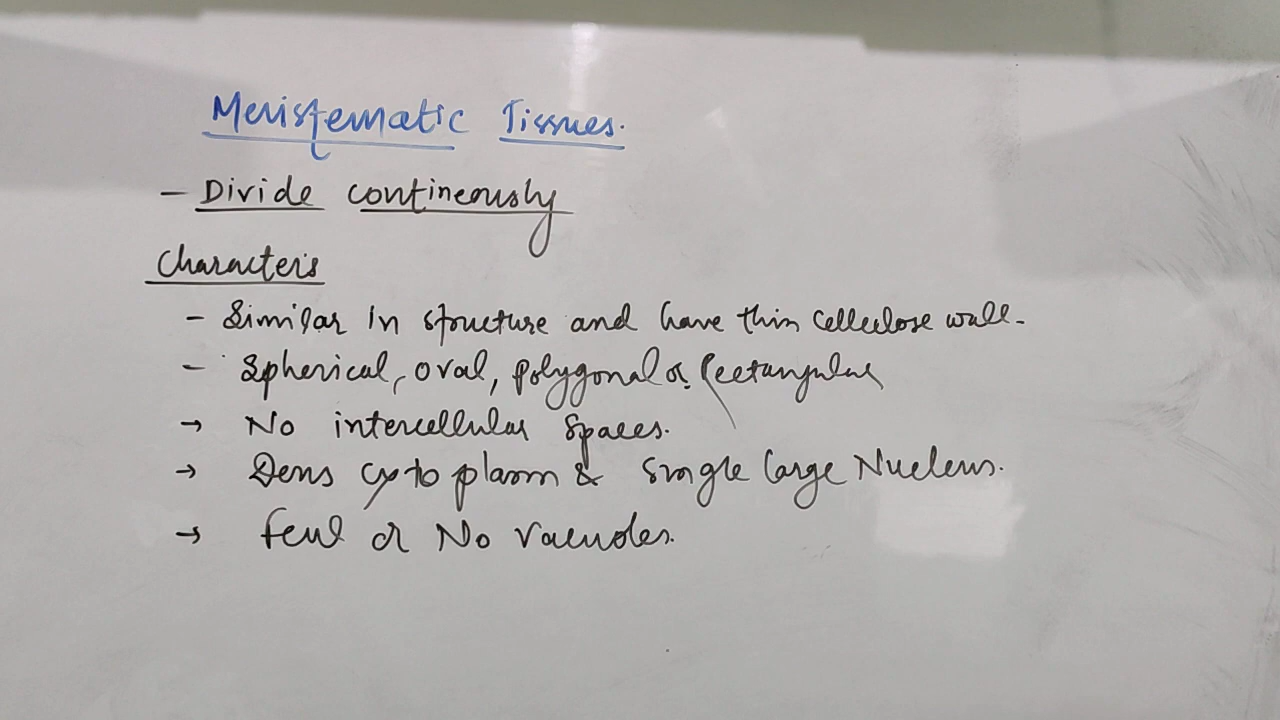 Meristematic Tissues.
- Divide contineously
Characters
- Similar in structure and have thin cellulose wall.
- Spherical, oval, polygonal or Rectangular
→ No intercellular spaces.
→ Dens cytoplasm & single large Nucleus.
→ few or No vacuoles.